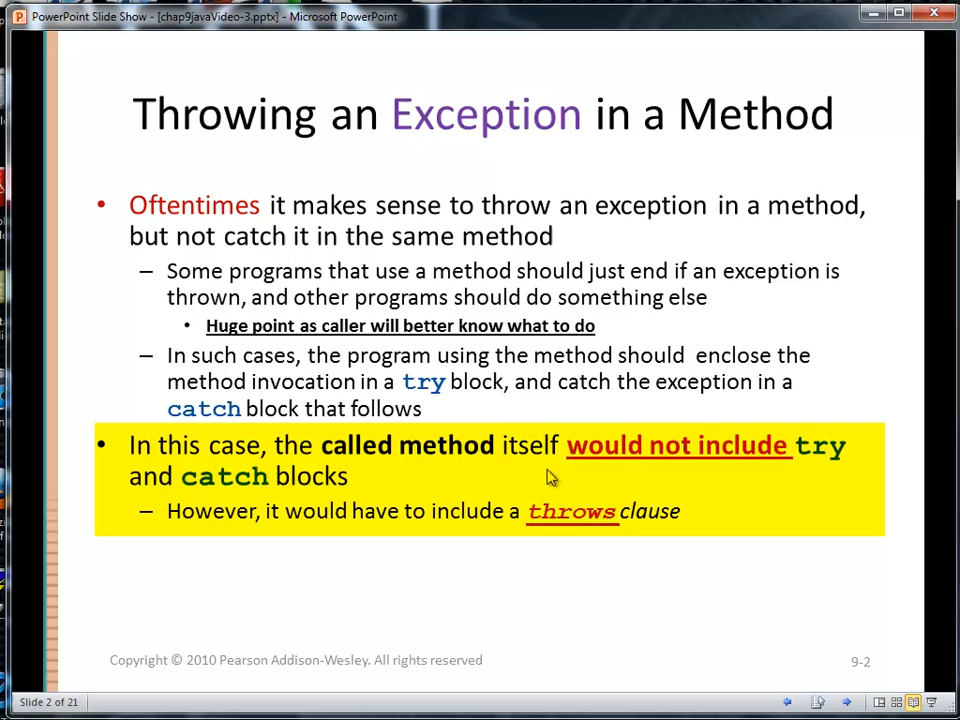 PowerPoint Slide Show - [chap9javaVideo-3.pptx] - Microsoft PowerPoint
Throwing an Exception in a Method
• Oftentimes it makes sense to throw an exception in a method,
but not catch it in the same method
– Some programs that use a method should just end if an exception is
thrown, and other programs should do something else
• Huge point as caller will better know what to do
– In such cases, the program using the method should enclose the
method invocation in a try block, and catch the exception in a
catch block that follows
• In this case, the called method itself would not include try
and catch blocks
– However, it would have to include a throws clause
Copyright © 2010 Pearson Addison-Wesley. All rights reserved
9-2
Slide 2 of 21